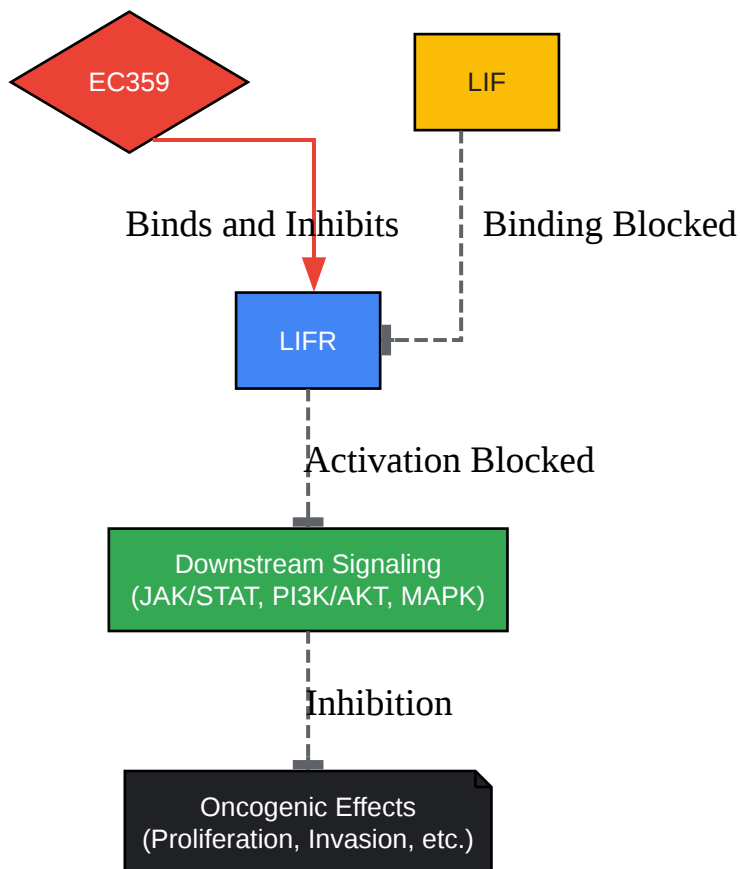 EC359
LIF
Binds and Inhibits
Binding Blocked
LIFR
Activation Blocked
Downstream Signaling
(JAK/STAT, PI3K/AKT, MAPK)
Inhibition
Oncogenic Effects
(Proliferation, Invasion, etc.)